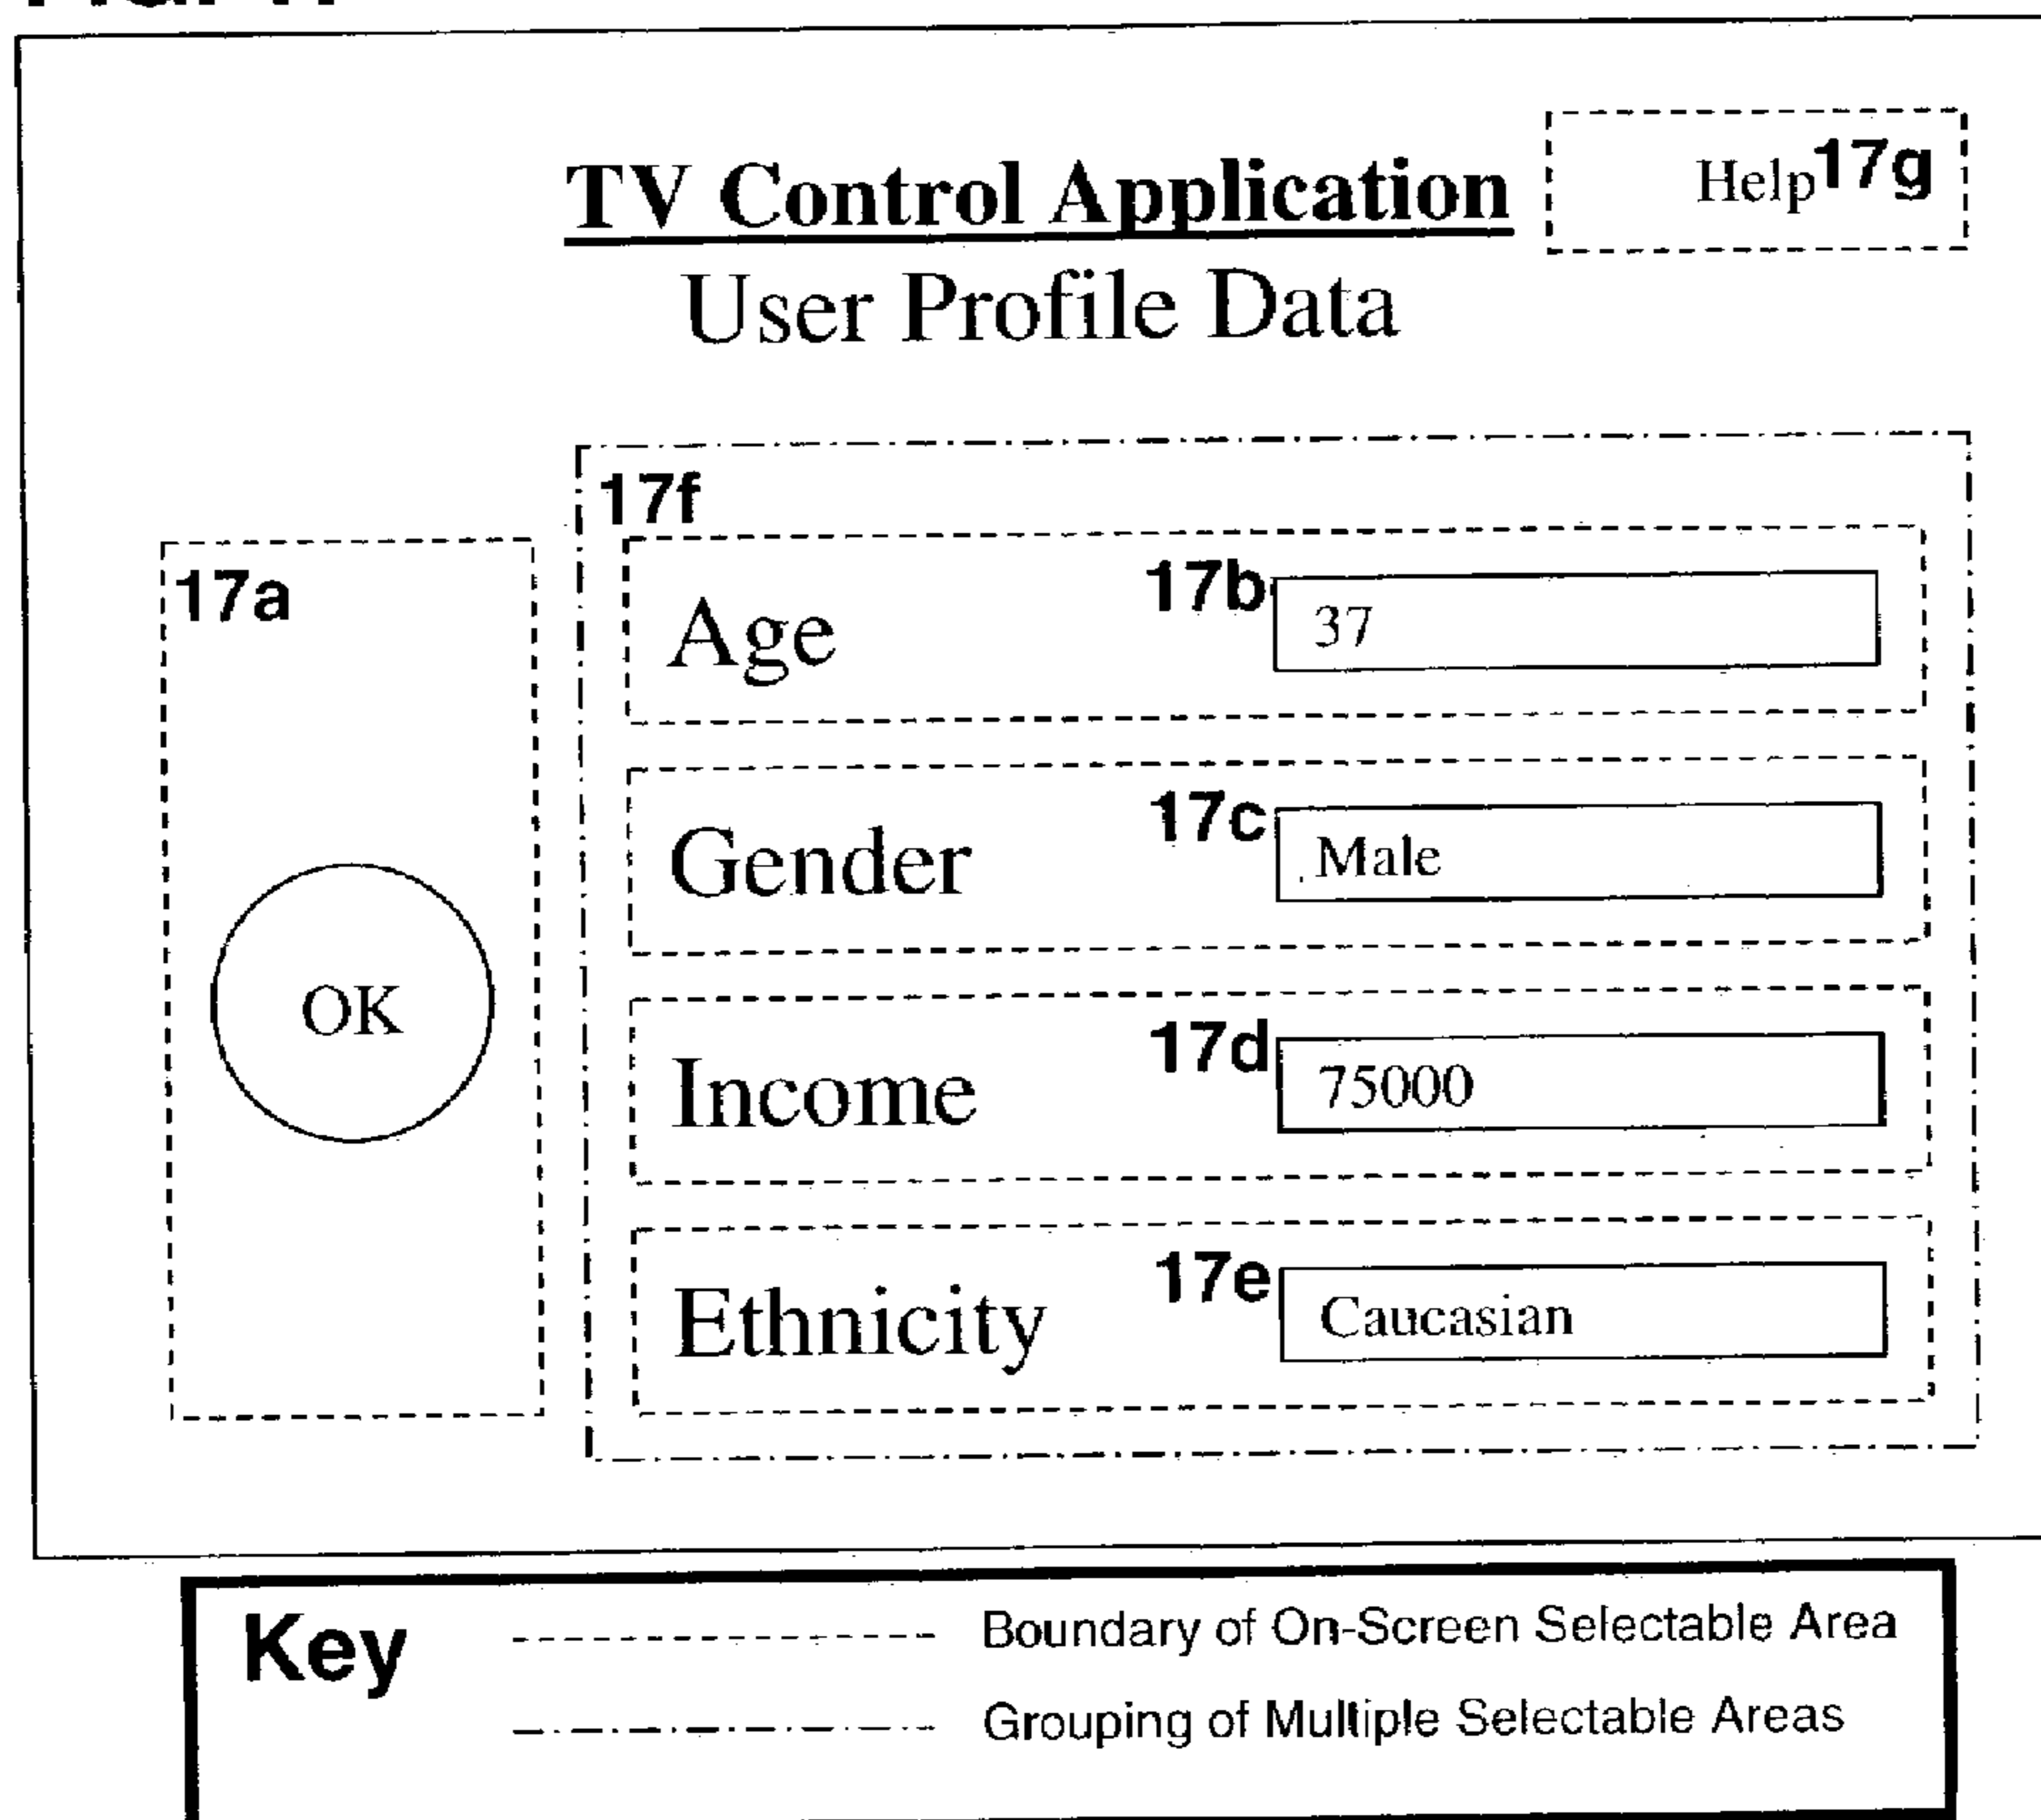 TV Control Application
Help 17g
User Profile Data
17f
17a
Age 17b 37
Gender 17c Male
OK
Income 17d 75000
Ethnicity 17e Caucasian
Key
Boundary of On-Screen Selectable Area
Grouping of Multiple Selectable Areas